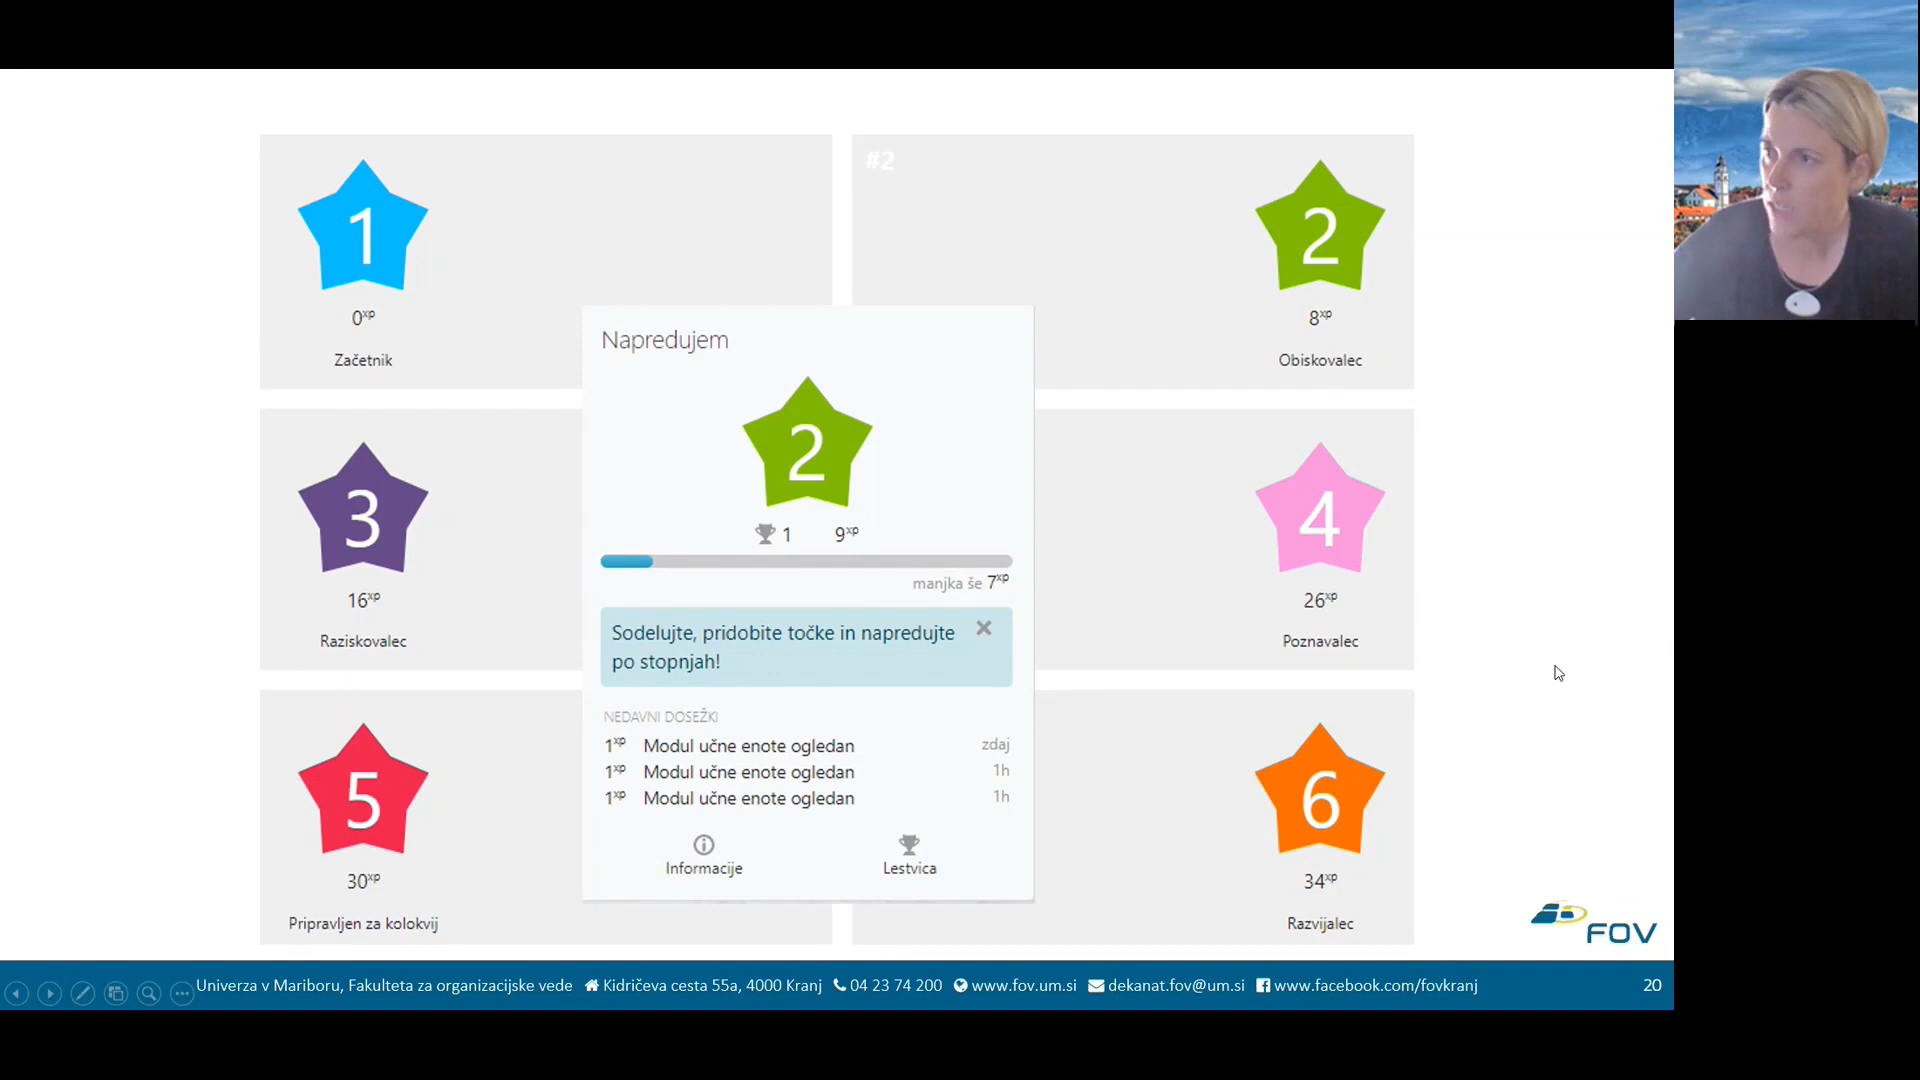 #2
1
0xp
Začetnik
2
8xp
Obiskovalec
3
16xp
Raziskovalec
Napredujem
2
1 9xp
manjka še 7xp
Sodelujte, pridobite točke in napredujte
po stopnjah!
NEDAVNI DOSEŽKI
1xp Modul učne enote ogledan zdaj
1xp Modul učne enote ogledan 1h
1xp Modul učne enote ogledan 1h
Informacije Lestvica
4
26xp
Poznavalec
5
30xp
Pripravljen za kolokvij
6
34xp
Razvijalec
FOV
Univerza v Mariboru, Fakulteta za organizacijske vede Kidričeva cesta 55a, 4000 Kranj 04 23 74 200 www.fov.um.si dekanat.fov@um.si www.facebook.com/fovkranj 20